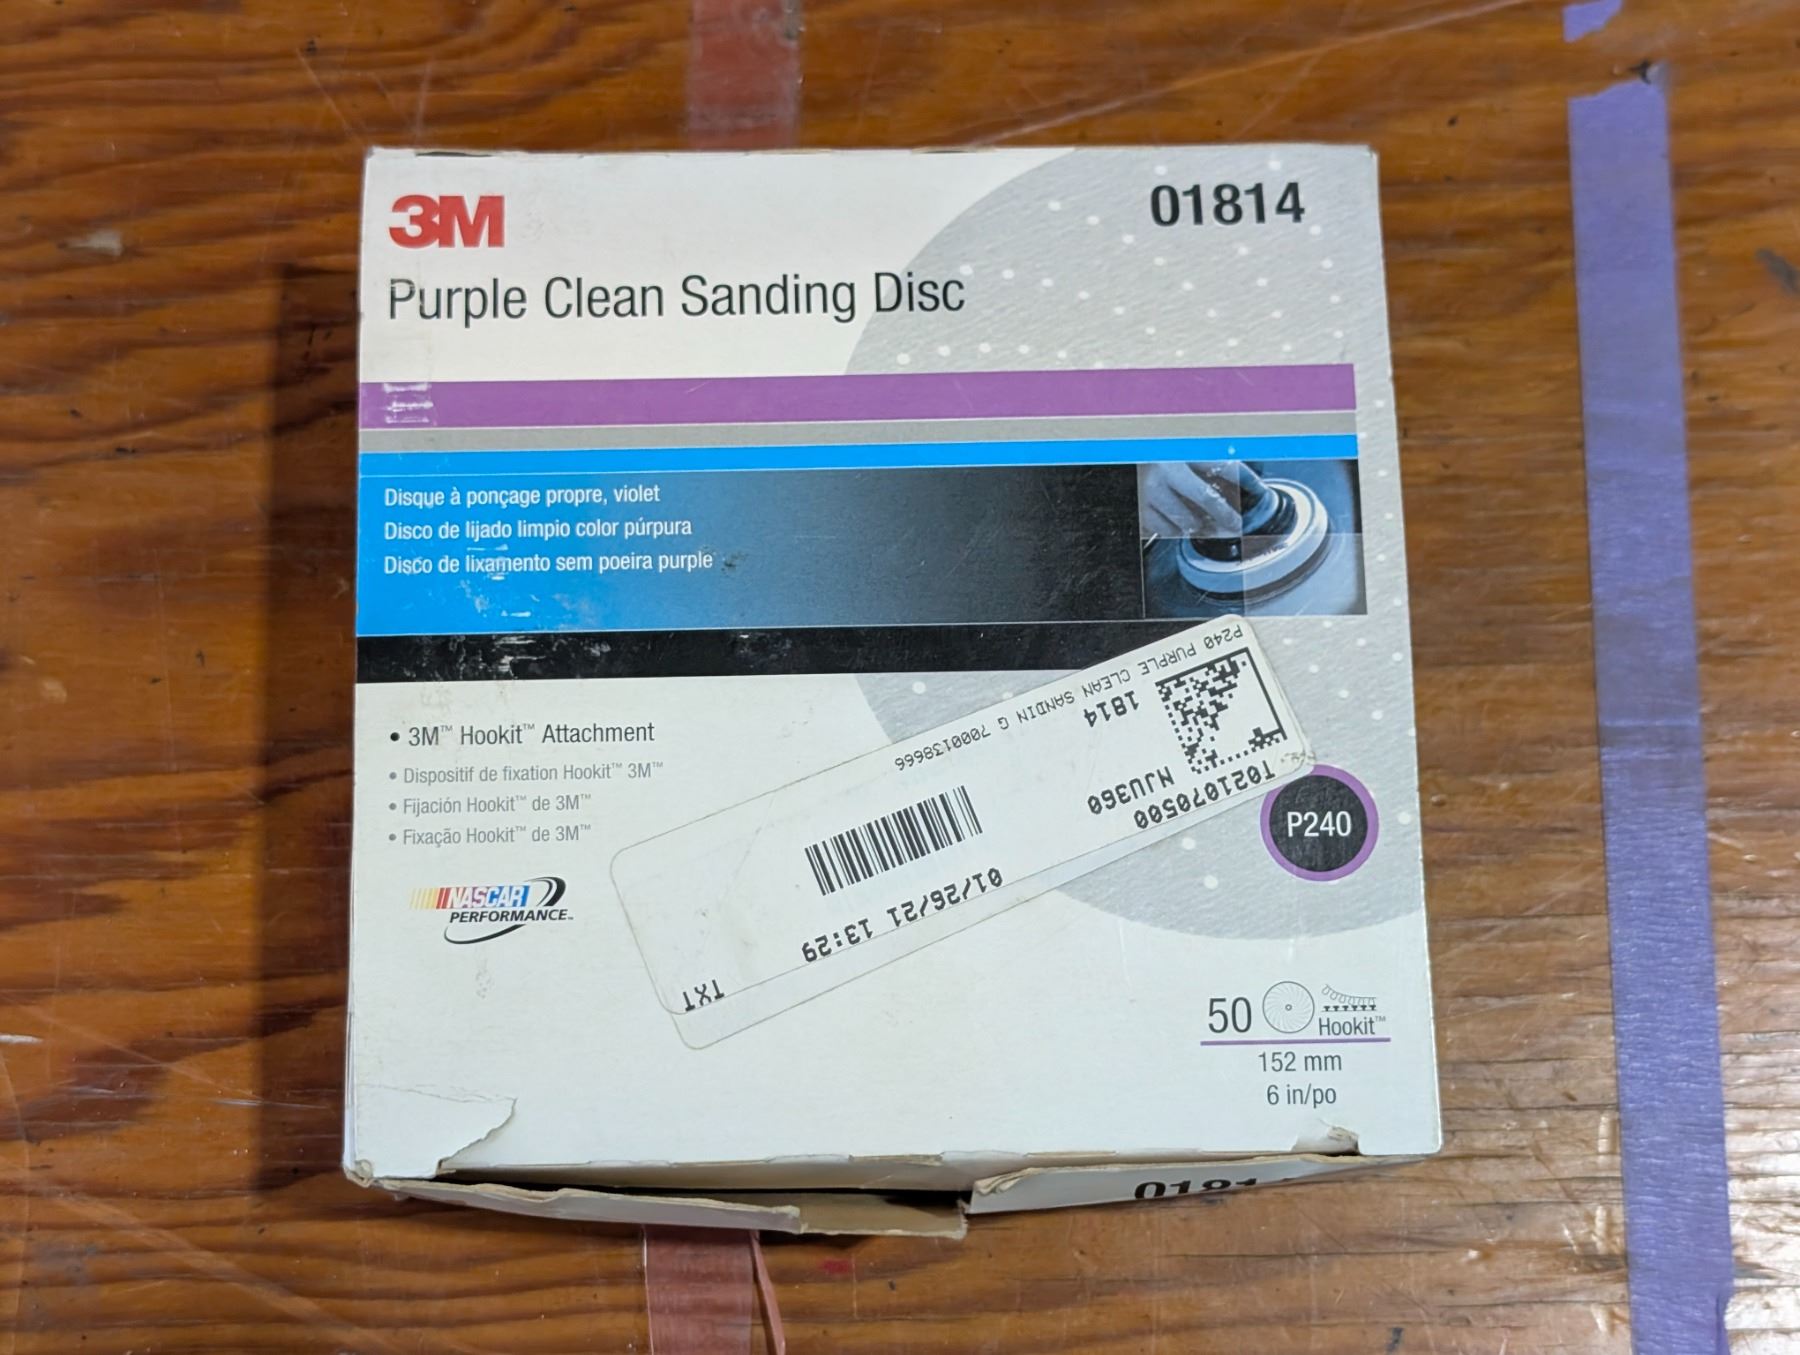 3M
01814
Purple Clean Sanding Disc
Disque à ponçage propre, violet
Disco de lijado limpio color púrpura
Disco de lixamento sem poeira purple
• 3M™ Hookit™ Attachment
• Dispositif de fixation Hookit™ 3M™
• Fijación Hookit™ de 3M™
• Fixação Hookit™ de 3M™
NASCAR
PERFORMANCE™
P240 PURPLE CLEAN SANDIN G 7000138666
1814
NJU360
T021070500
01/26/21 13:29
TXT
P240
50
Hookit™
152 mm
6 in/po